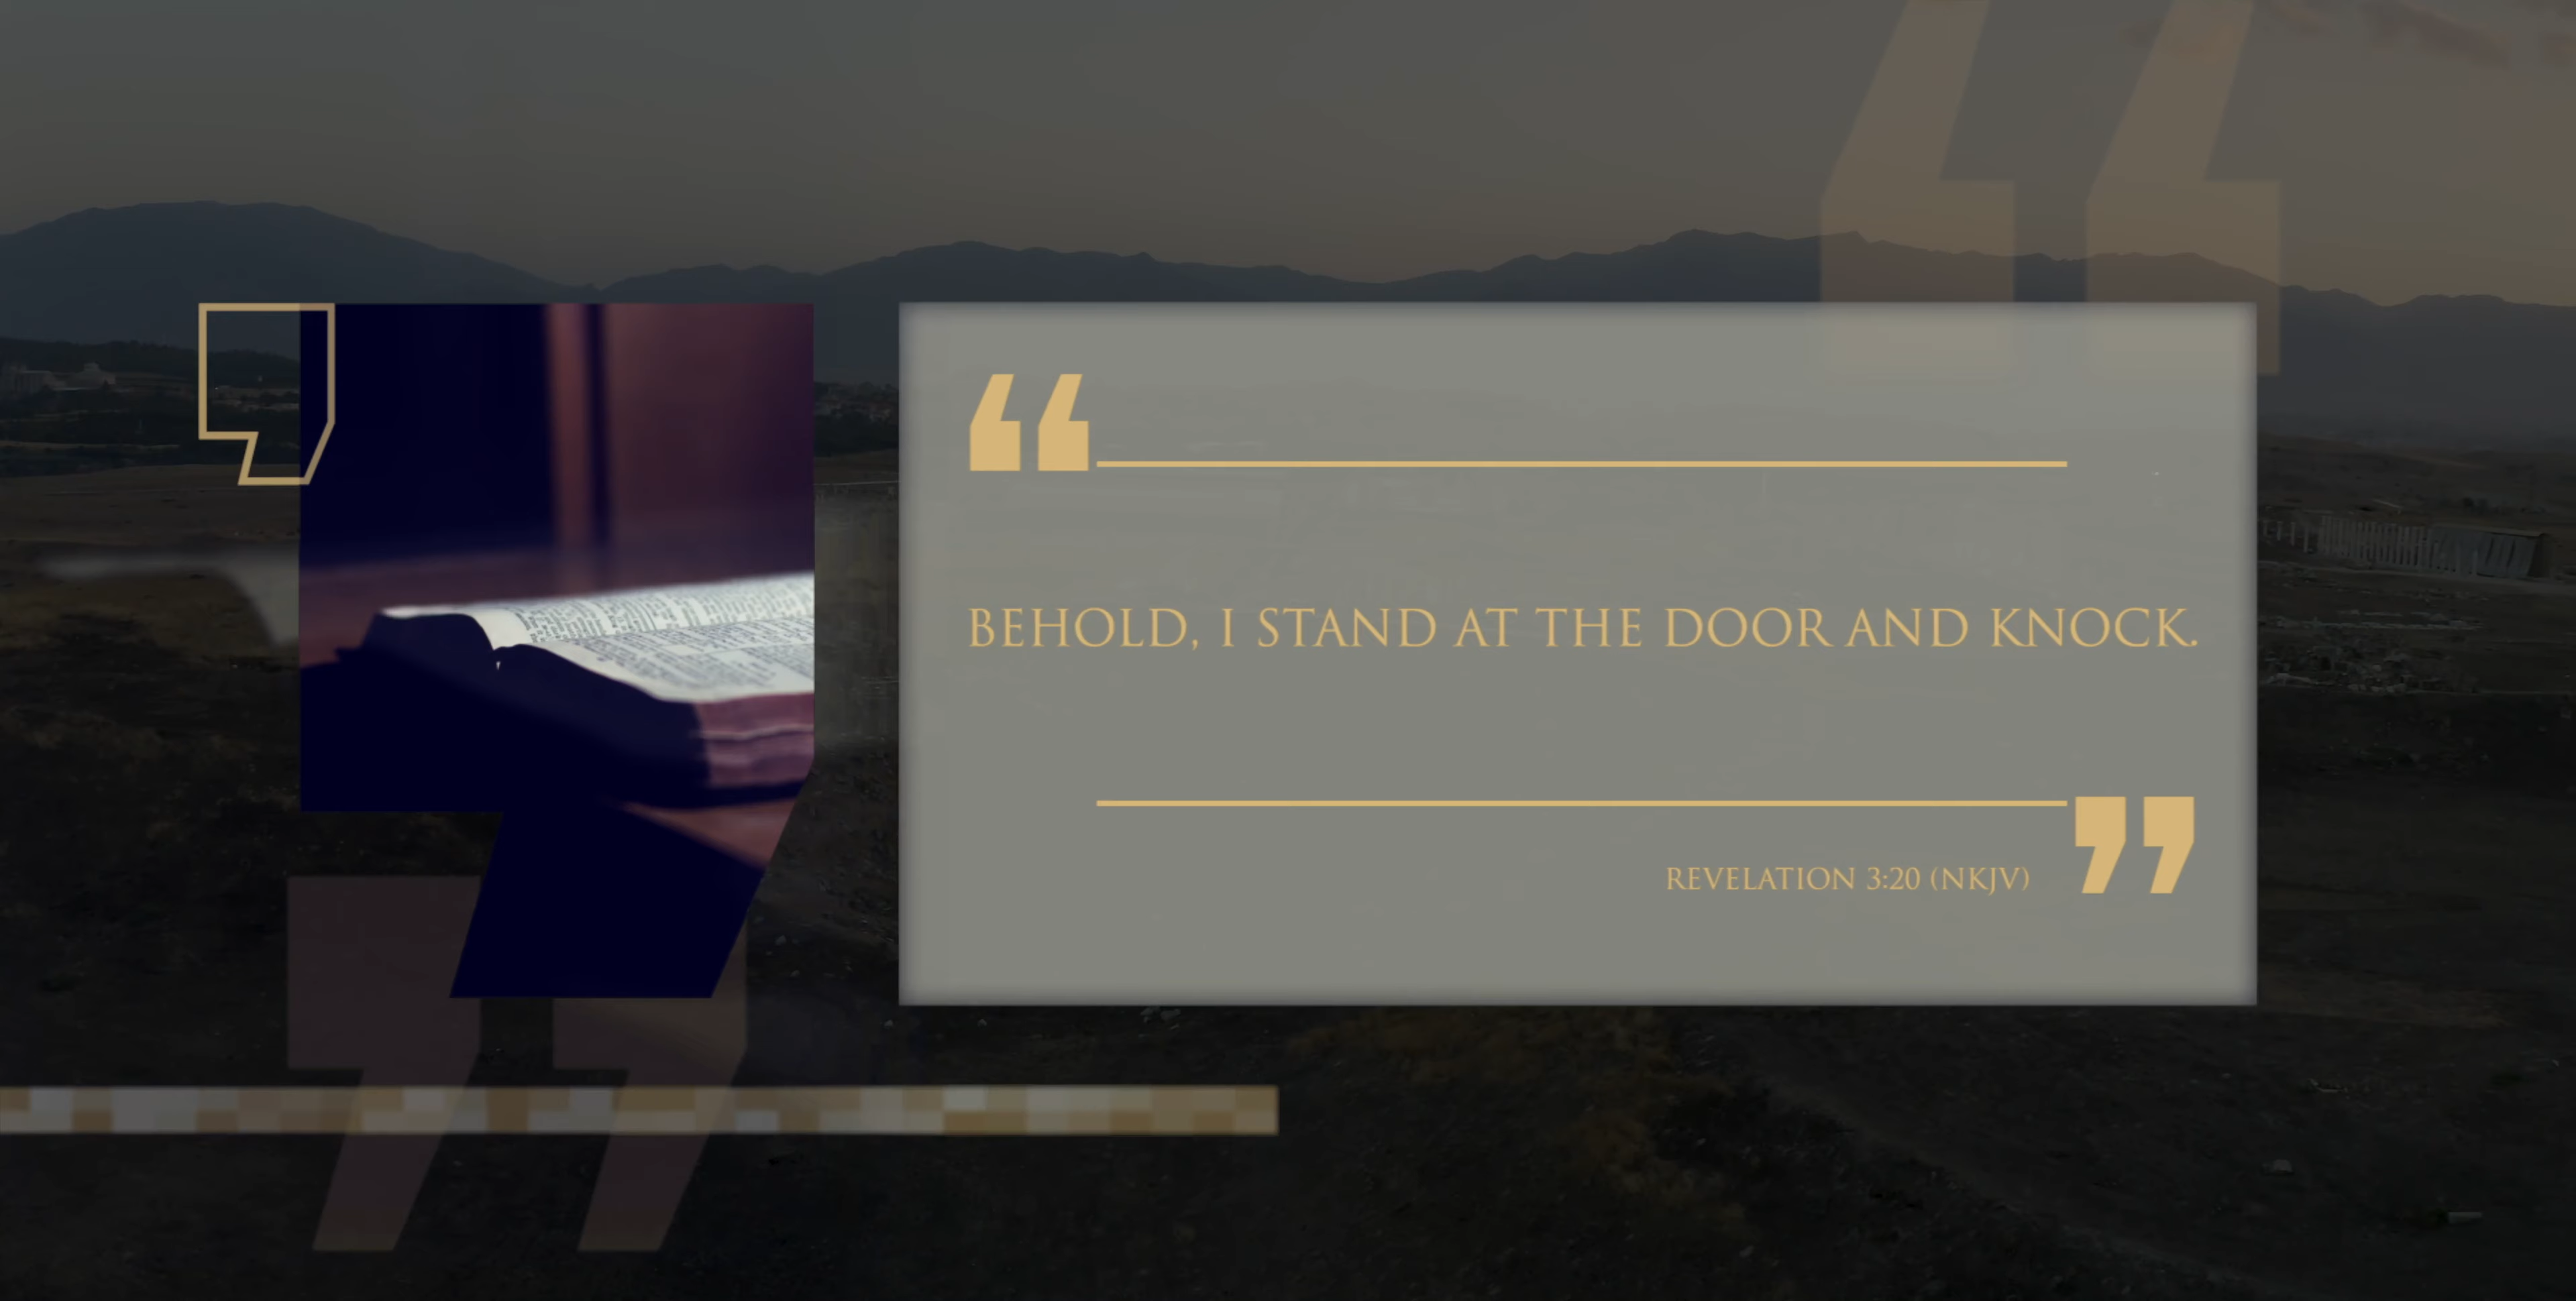 “
BEHOLD, I STAND AT THE DOOR AND KNOCK.
”
REVELATION 3:20 (NKJV)